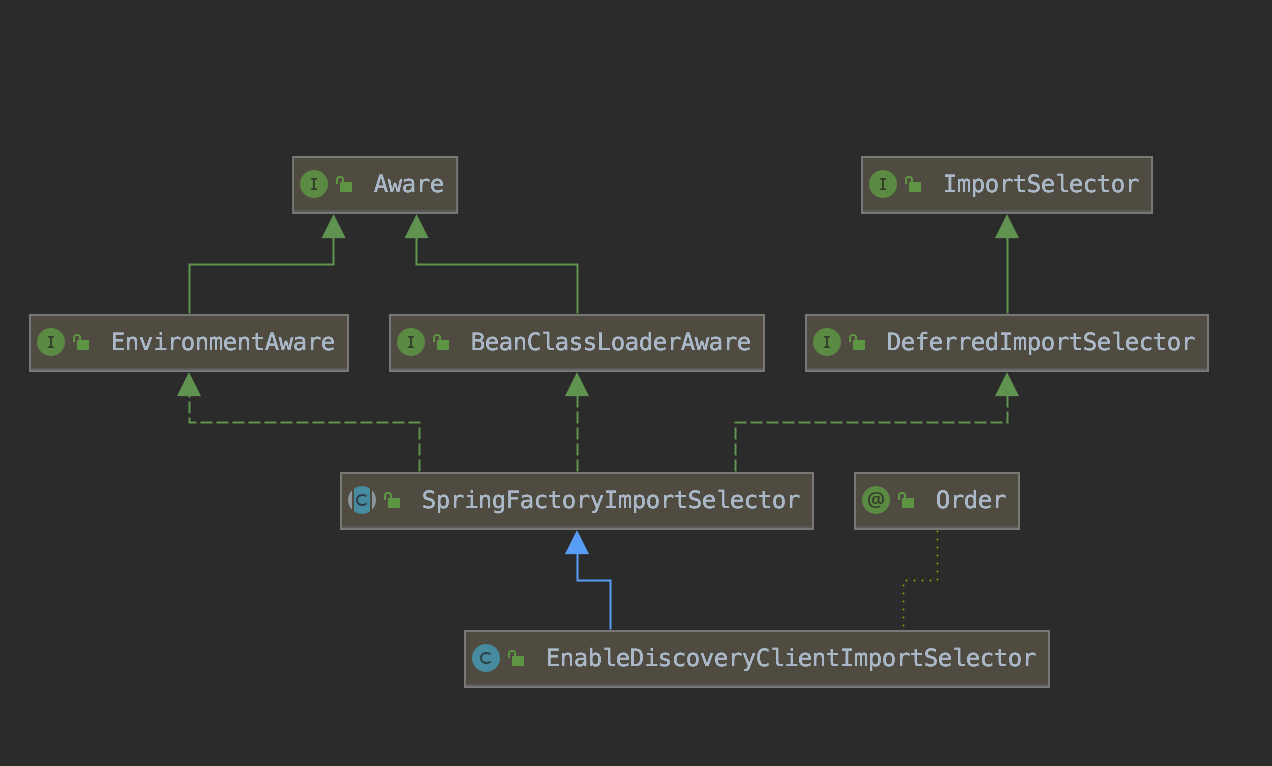 I Aware
I ImportSelector
I EnvironmentAware
I BeanClassLoaderAware
I DeferredImportSelector
C SpringFactoryImportSelector
@ Order
C EnableDiscoveryClientImportSelector